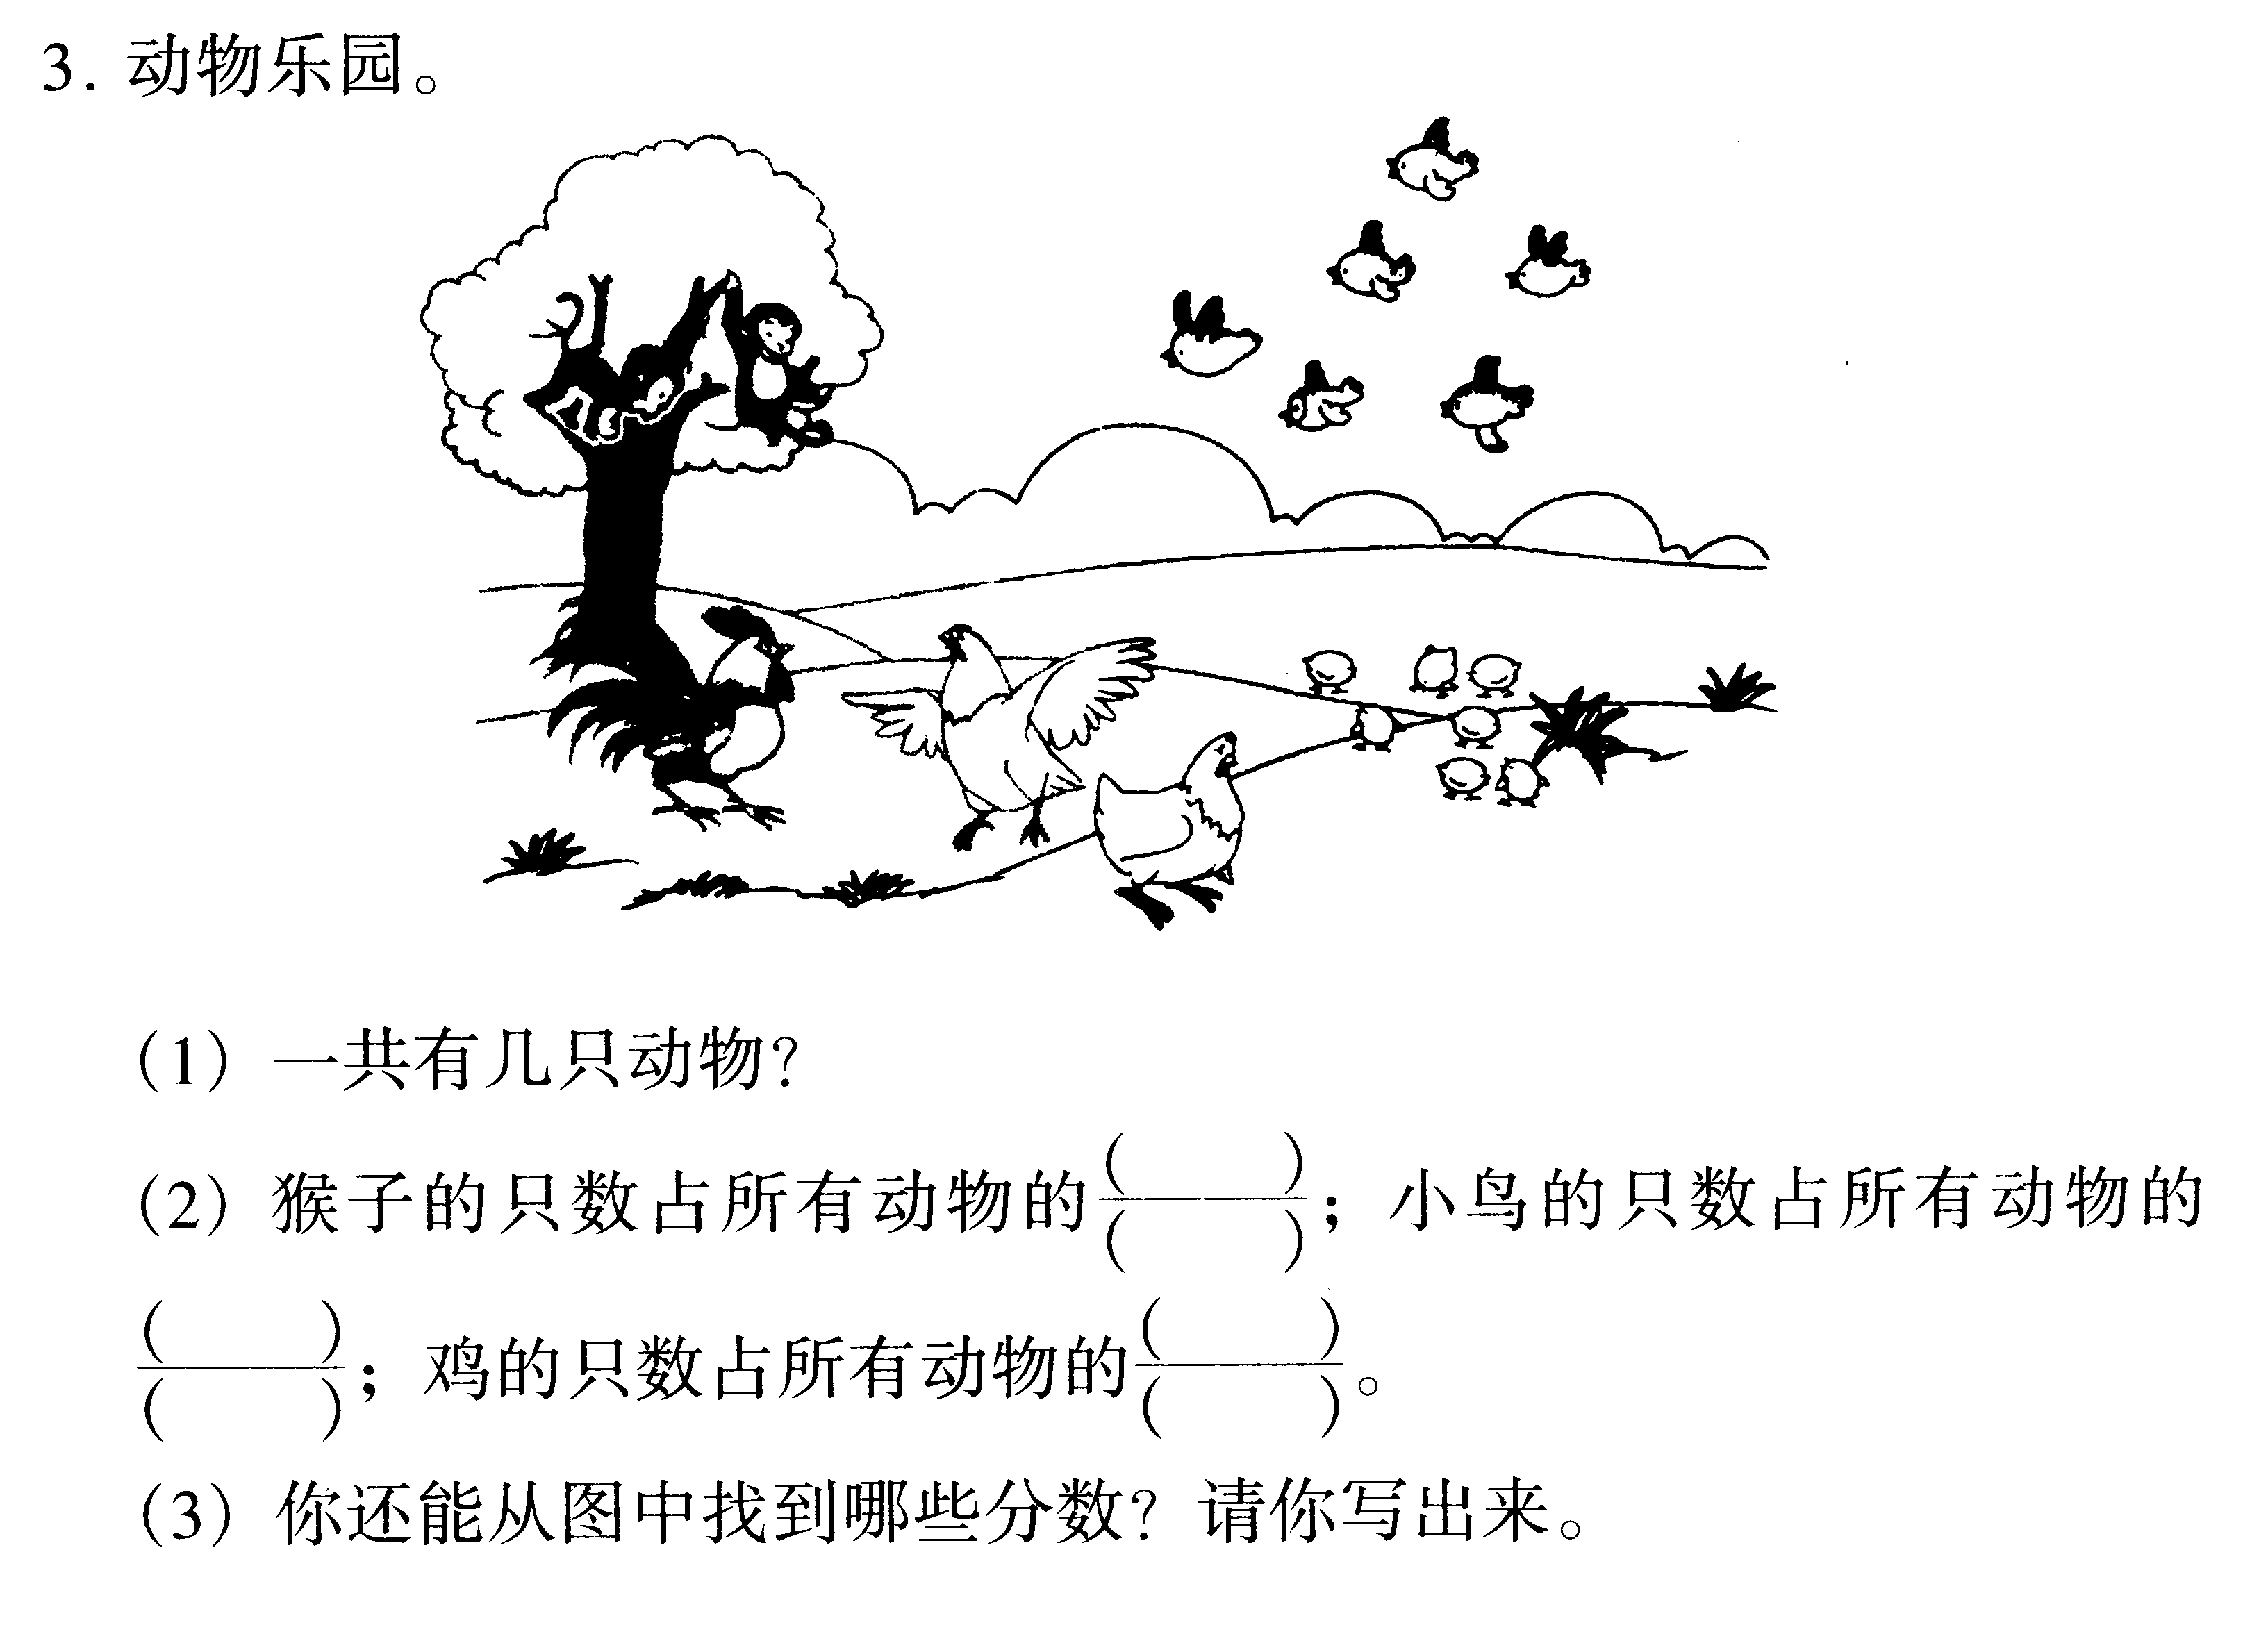 3. 动物乐园。
(1) 一共有几只动物?
(2) 猴子的只数占所有动物的( )/( ); 小鸟的只数占所有动物的
( )/( ); 鸡的只数占所有动物的( )/( )。
(3) 你还能从图中找到哪些分数? 请你写出来。